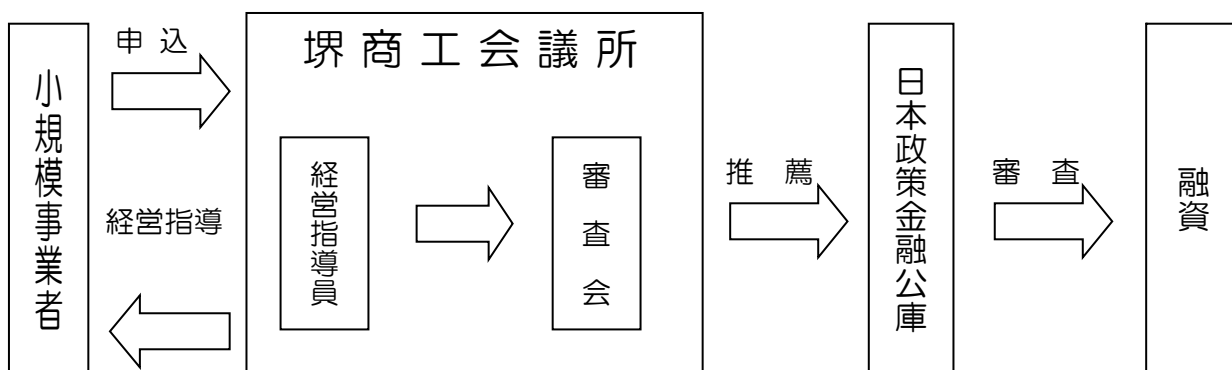 小規模事業者
申込
経営指導
堺商工会議所
経営指導員
審査会
推薦
日本政策金融公庫
審査
融資